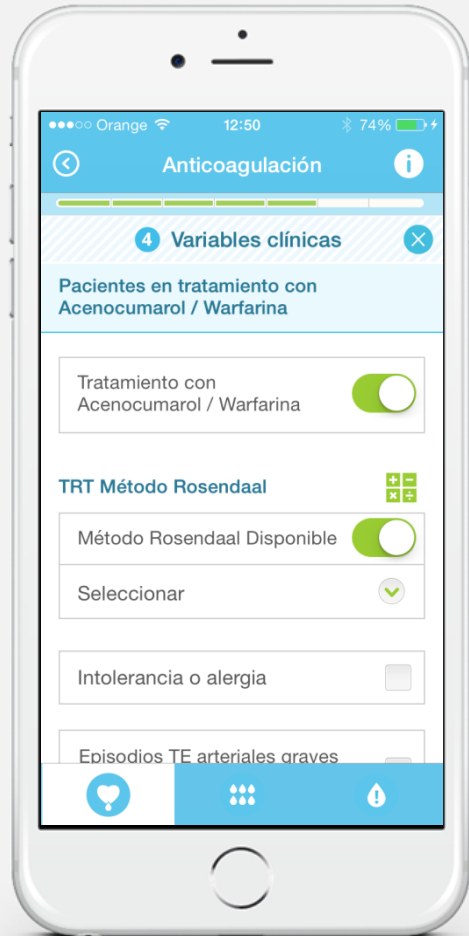 Orange 12:50 74%
Anticoagulación i
4 Variables clínicas
Pacientes en tratamiento con
Acenocumarol / Warfarina
Tratamiento con
Acenocumarol / Warfarina
TRT Método Rosendaal
Método Rosendaal Disponible
Seleccionar
Intolerancia o alergia
Episodios TE arteriales graves